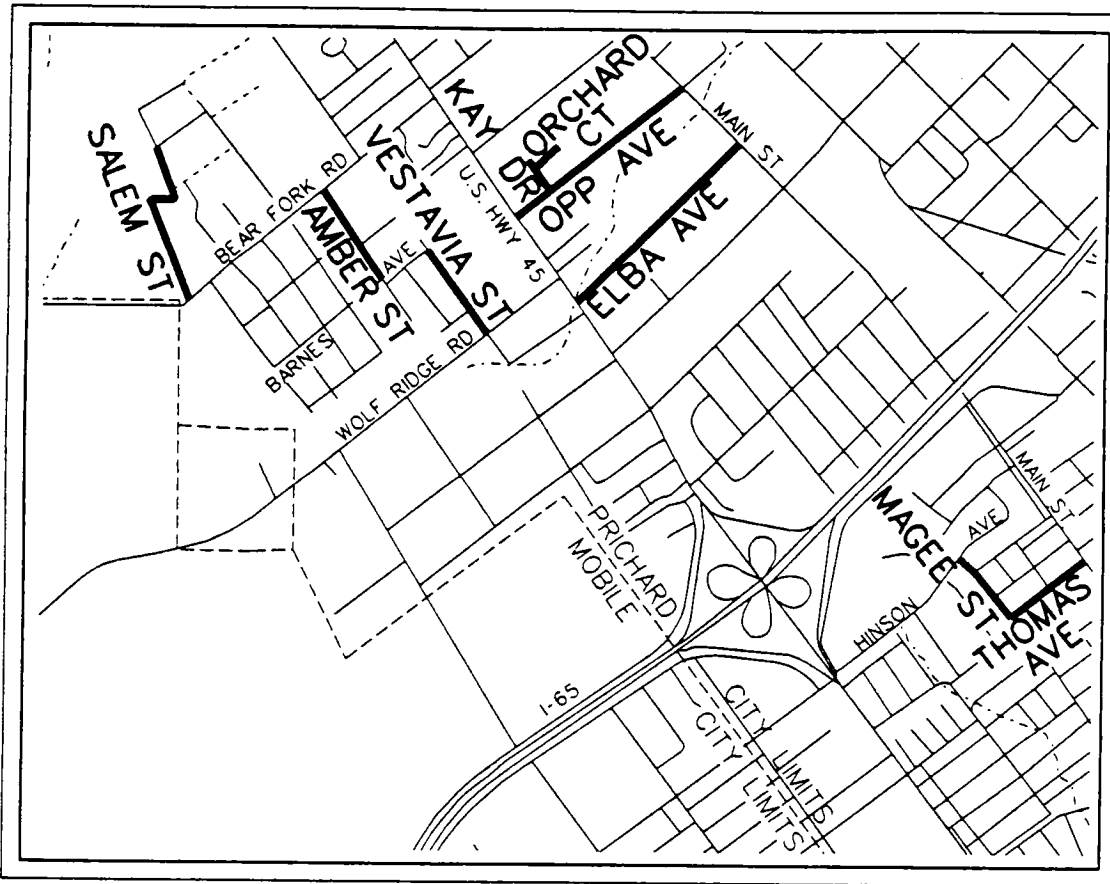 SALEM ST
BEAR FORK RD
AMBER ST
BARNES AVE
VESTAVIA ST
WOLF RIDGE RD
U.S. HWY 45
KAY DR
ORCHARD CT
OPP AVE
MAIN ST
ELBA AVE
PRICHARD
MOBILE
I-65
CITY LIMITS
CITY LIMITS
HINSON AVE
MAGEE ST
THOMAS AVE
MAIN ST